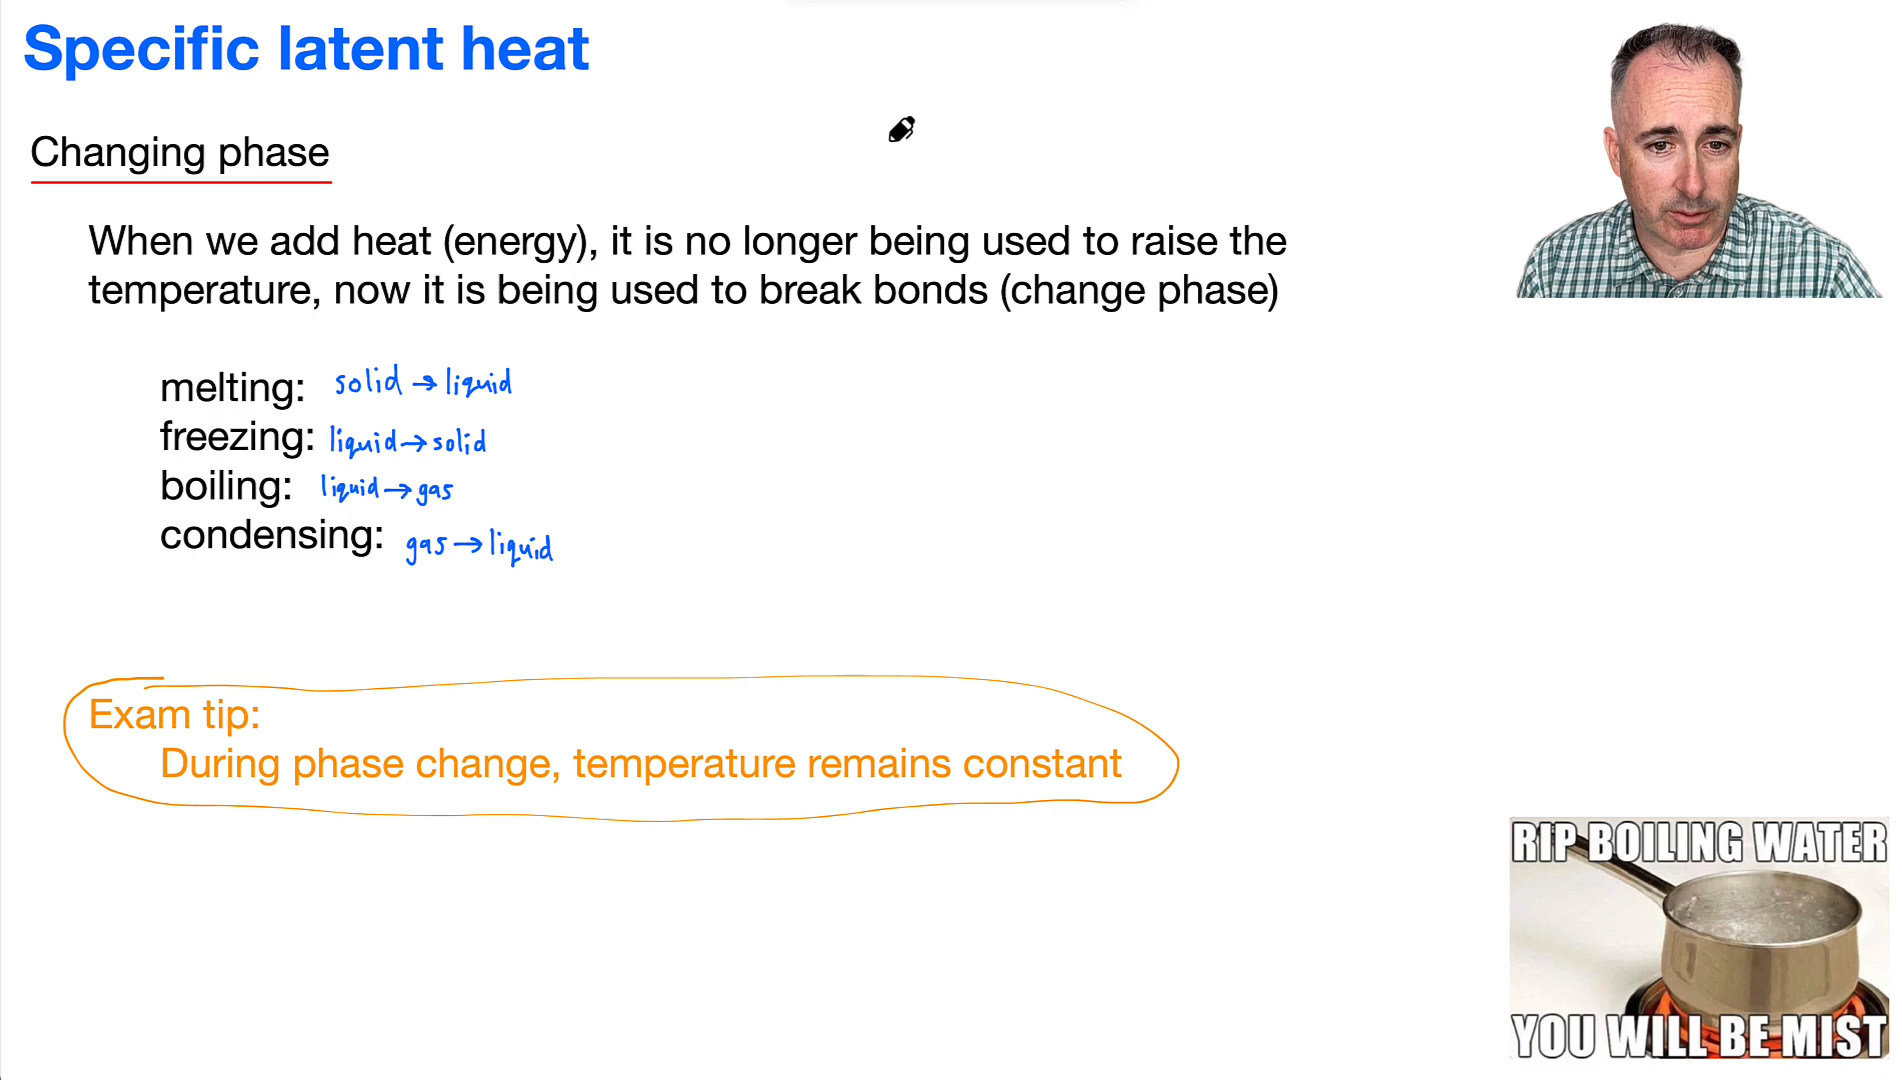 Specific latent heat
Changing phase
When we add heat (energy), it is no longer being used to raise the
temperature, now it is being used to break bonds (change phase)
melting: solid → liquid
freezing: liquid → solid
boiling: liquid → gas
condensing: gas → liquid
Exam tip:
During phase change, temperature remains constant
RIP BOILING WATER
YOU WILL BE MIST